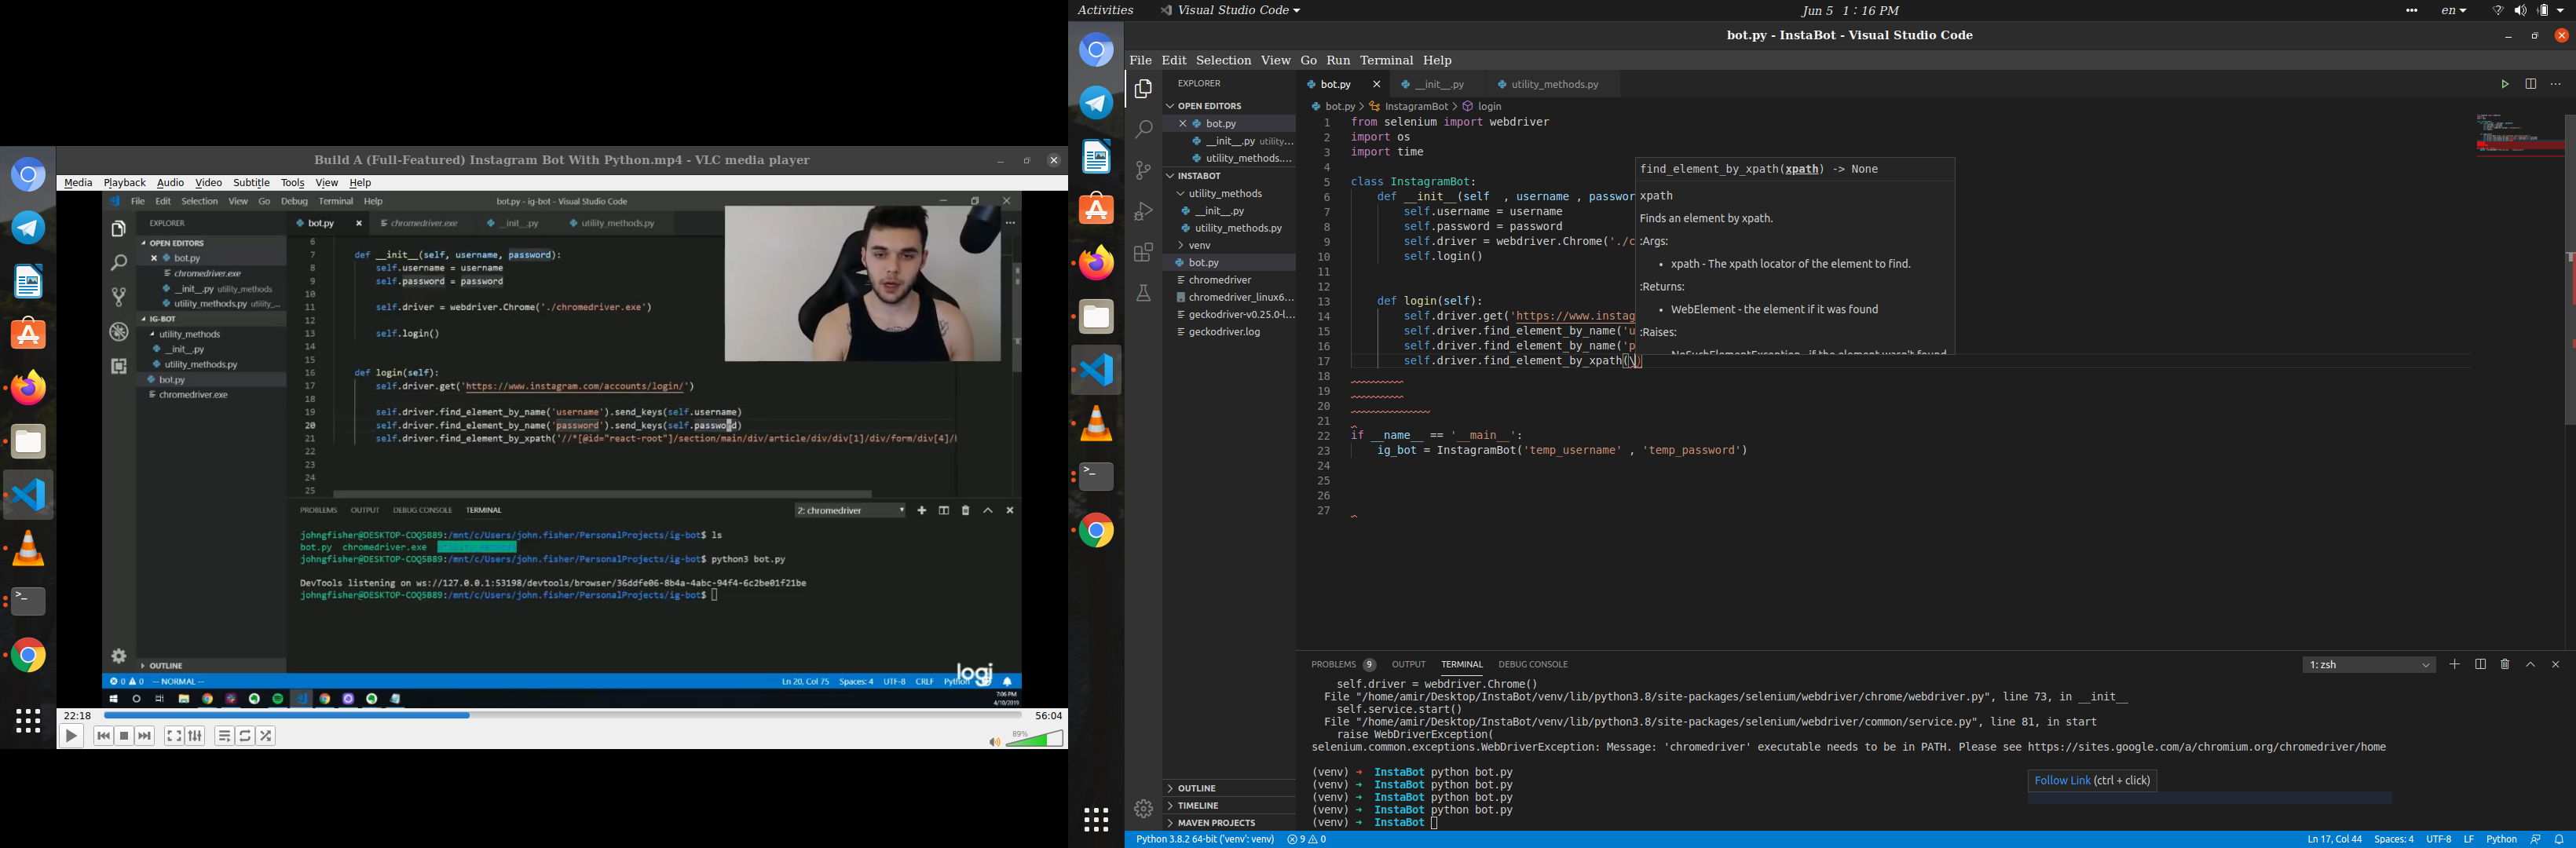 Build A (Full-Featured) Instagram Bot With Python.mp4 - VLC media player
Media Playback Audio Video Subtitle Tools View Help
File Edit Selection View Go Debug Terminal Help
bot.py - ig-bot - Visual Studio Code
EXPLORER
bot.py
chromedriver.exe
__init__.py
utility_methods.py
OPEN EDITORS
bot.py
chromedriver.exe
__init__.py utility_methods
utility_methods.py utility_...
IG-BOT
utility_methods
__init__.py
utility_methods.py
bot.py
chromedriver.exe
OUTLINE
6
7 def __init__(self, username, password):
8 self.username = username
9 self.password = password
10
11 self.driver = webdriver.Chrome('./chromedriver.exe')
12
13 self.login()
14
15
16 def login(self):
17 self.driver.get('https://www.instagram.com/accounts/login/')
18
19 self.driver.find_element_by_name('username').send_keys(self.username)
20 self.driver.find_element_by_name('password').send_keys(self.password)
21 self.driver.find_element_by_xpath('//*[@id="react-root"]/section/main/div/article/div/div[1]/div/form/div[4]/
22
23
24
25
PROBLEMS OUTPUT DEBUG CONSOLE TERMINAL
2: chromedriver
johngfisher@DESKTOP-COQ5B89:/mnt/c/Users/john.fisher/PersonalProjects/ig-bot$ ls
bot.py chromedriver.exe
johngfisher@DESKTOP-COQ5B89:/mnt/c/Users/john.fisher/PersonalProjects/ig-bot$ python3 bot.py
DevTools listening on ws://127.0.0.1:53198/devtools/browser/36ddfe06-8b4a-4abc-94f4-6c2be01f21be
johngfisher@DESKTOP-COQ5B89:/mnt/c/Users/john.fisher/PersonalProjects/ig-bot$
logi
0 0 -- NORMAL --
Ln 20, Col 75 Spaces: 4 UTF-8 CRLF Python
7:06 PM
4/10/2019
22:18
56:04
89%
Activities
Visual Studio Code
Jun 5 1:16 PM
en
bot.py - InstaBot - Visual Studio Code
File Edit Selection View Go Run Terminal Help
EXPLORER
bot.py
__init__.py
utility_methods.py
OPEN EDITORS
bot.py
__init__.py utility...
utility_methods....
INSTABOT
utility_methods
__init__.py
utility_methods.py
venv
bot.py
chromedriver
chromedriver_linux6...
geckodriver-v0.25.0-l...
geckodriver.log
OUTLINE
TIMELINE
MAVEN PROJECTS
bot.py > InstagramBot > login
1 from selenium import webdriver
2 import os
3 import time
4
5 class InstagramBot:
6 def __init__(self , username , passwor
7 self.username = username
8 self.password = password
9 self.driver = webdriver.Chrome('./c
10 self.login()
11
12
13 def login(self):
14 self.driver.get('https://www.instag
15 self.driver.find_element_by_name('u
16 self.driver.find_element_by_name('p
17 self.driver.find_element_by_xpath(\)
18
19
20
21
22 if __name__ == '__main__':
23 ig_bot = InstagramBot('temp_username' , 'temp_password')
24
25
26
27
find_element_by_xpath(xpath) -> None
xpath
Finds an element by xpath.
:Args:
• xpath - The xpath locator of the element to find.
:Returns:
• WebElement - the element if it was found
:Raises:
NoSuchElementException - if the element wasn't found
PROBLEMS 9 OUTPUT TERMINAL DEBUG CONSOLE
1: zsh
self.driver = webdriver.Chrome()
File "/home/amir/Desktop/InstaBot/venv/lib/python3.8/site-packages/selenium/webdriver/chrome/webdriver.py", line 73, in __init__
self.service.start()
File "/home/amir/Desktop/InstaBot/venv/lib/python3.8/site-packages/selenium/webdriver/common/service.py", line 81, in start
raise WebDriverException(
selenium.common.exceptions.WebDriverException: Message: 'chromedriver' executable needs to be in PATH. Please see https://sites.google.com/a/chromium.org/chromedriver/home
(venv) → InstaBot python bot.py
(venv) → InstaBot python bot.py
(venv) → InstaBot python bot.py
(venv) → InstaBot python bot.py
(venv) → InstaBot
Follow Link (ctrl + click)
Python 3.8.2 64-bit ('venv': venv) 9 0
Ln 17, Col 44 Spaces: 4 UTF-8 LF Python